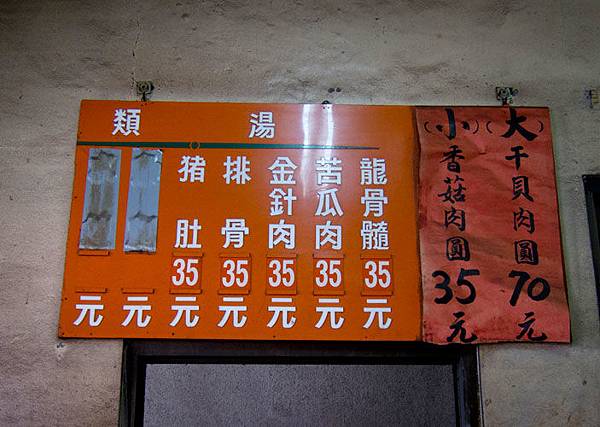 湯類
龍骨髓 35元
苦瓜肉 35元
金針肉 35元
排骨 35元
猪肚 35元
元
元
(大)干貝肉圓70元
(小)香菇肉圓35元